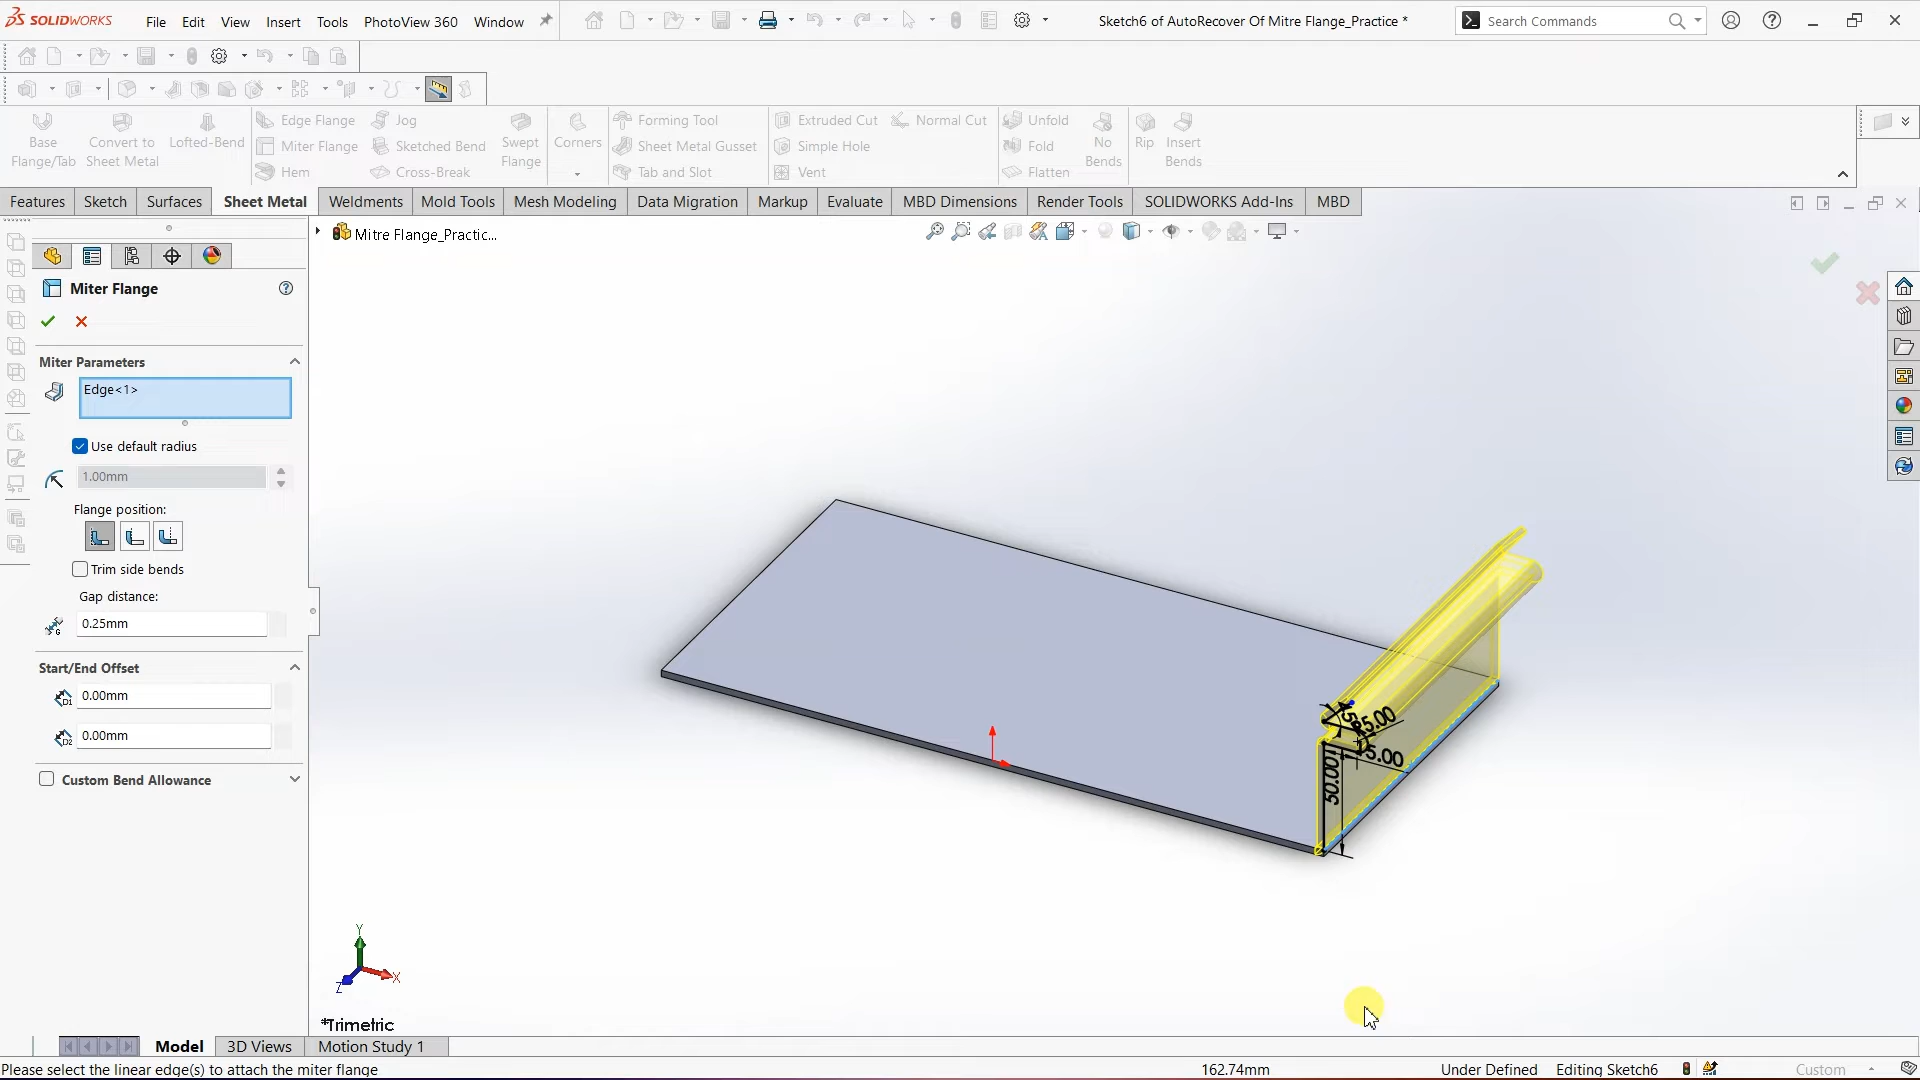 SOLIDWORKS File Edit View Insert Tools PhotoView 360 Window Sketch6 of AutoRecover Of Mitre Flange_Practice * Search Commands
Base Flange/Tab
Convert to Sheet Metal
Lofted-Bend
Edge Flange
Miter Flange
Hem
Jog
Sketched Bend
Cross-Break
Swept Flange
Corners
Forming Tool
Sheet Metal Gusset
Tab and Slot
Extruded Cut
Simple Hole
Vent
Normal Cut
Unfold
Fold
Flatten
No Bends
Rip
Insert Bends
Features Sketch Surfaces Sheet Metal Weldments Mold Tools Mesh Modeling Data Migration Markup Evaluate MBD Dimensions Render Tools SOLIDWORKS Add-Ins MBD
Mitre Flange_Practic...
Miter Flange
Miter Parameters
Edge<1>
Use default radius
1.00mm
Flange position:
Trim side bends
Gap distance:
0.25mm
Start/End Offset
D1 0.00mm
D2 0.00mm
Custom Bend Allowance
50.00
Y
X
Z
*Trimetric
Model 3D Views Motion Study 1
Please select the linear edge(s) to attach the miter flange 162.74mm Under Defined Editing Sketch6 Custom